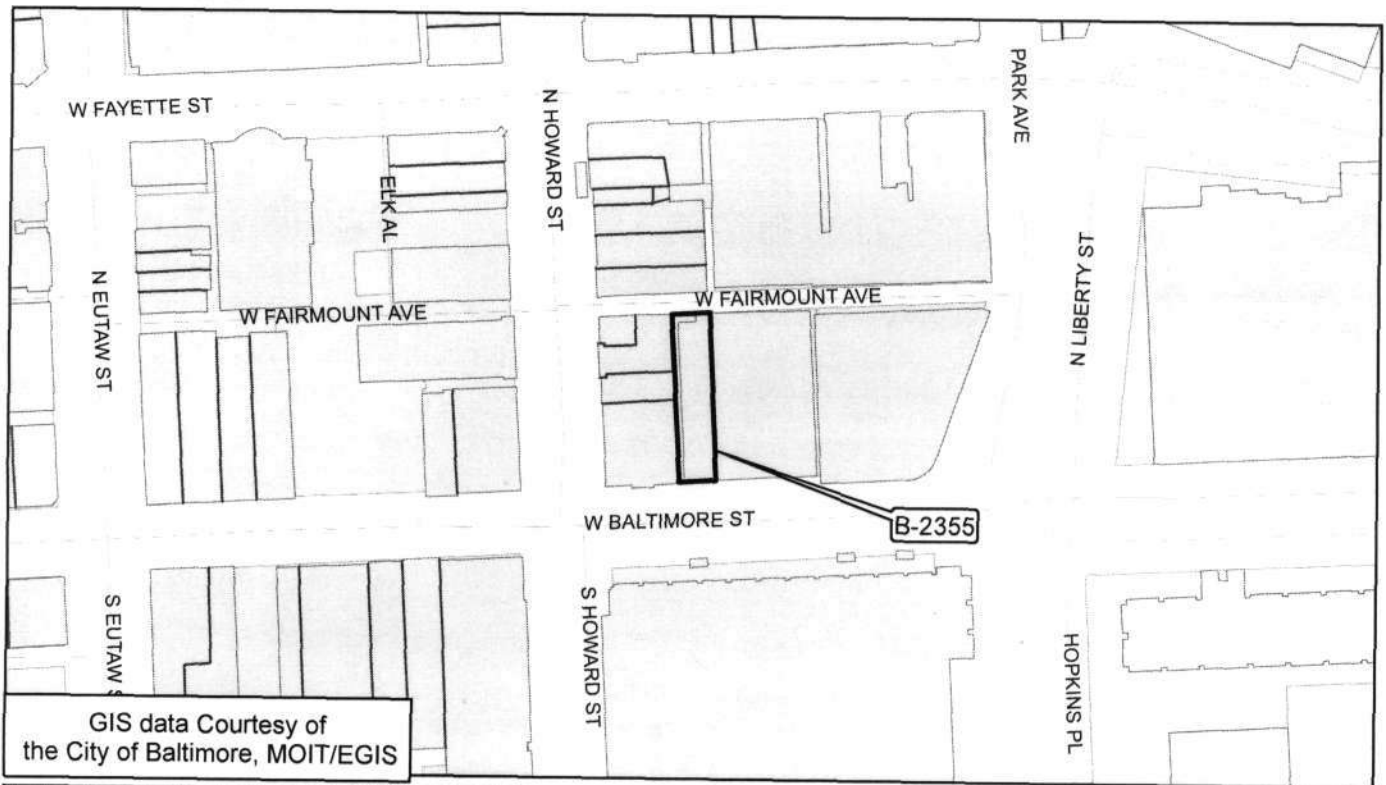 W FAYETTE ST
PARK AVE
N HOWARD ST
ELK AL
N LIBERTY ST
N EUTAW ST
W FAIRMOUNT AVE
W FAIRMOUNT AVE
W BALTIMORE ST
B-2355
S EUTAW S
S HOWARD ST
HOPKINS PL
GIS data Courtesy of
the City of Baltimore, MOIT/EGIS